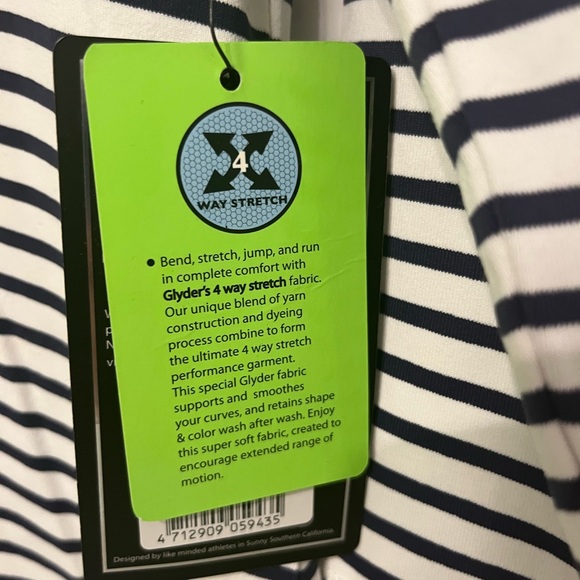 4
WAY STRETCH
• Bend, stretch, jump, and run
in complete comfort with
Glyder's 4 way stretch fabric.
Our unique blend of yarn
construction and dyeing
process combine to form
the ultimate 4 way stretch
performance garment.
This special Glyder fabric
supports and smoothes
your curves, and retains shape
& color wash after wash. Enjoy
this super soft fabric, created to
encourage extended range of
motion.
4 712909 059435
Designed by like minded athletes in Sunny Southern California.